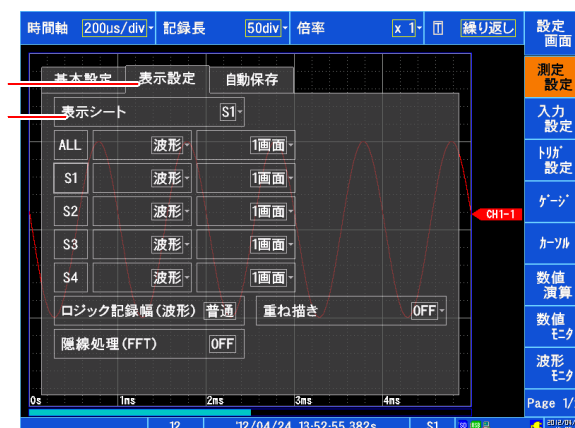 時間軸 200us/div 記録長 50div 倍率 x 1 T 繰り返し
設定画面
基本設定 表示設定 自動保存
表示シート S1
ALL 波形 1画面
S1 波形 1画面
S2 波形 1画面
S3 波形 1画面
S4 波形 1画面
ロジック記録幅(波形) 普通 重ね描き OFF
隠線処理(FFT) OFF
CH1-1
0s 1ms 2ms 3ms 4ms
12 '12/04/24 13:52:55.382s S1 SD
測定設定
入力設定
トリガ設定
ゲージ
カーソル
数値演算
数値モニタ
波形モニタ
Page 1/